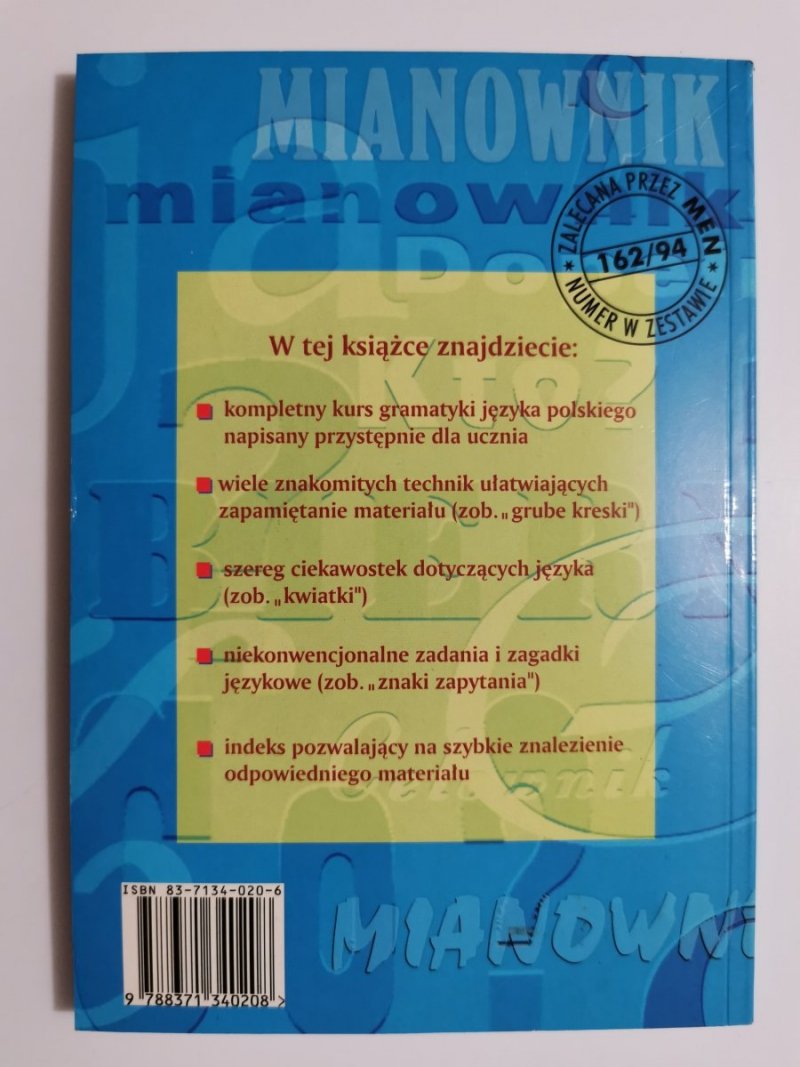 MIANOWNIK
mianownik
ZALECANA PRZEZ MEN
162/94
* NUMER W ZESTAWIE *
Kto?
W tej książce znajdziecie:
kompletny kurs gramatyki języka polskiego
napisany przystępnie dla ucznia
wiele znakomitych technik ułatwiających
zapamiętanie materiału (zob. „grube kreski")
szereg ciekawostek dotyczących języka
(zob. „kwiatki")
niekonwencjonalne zadania i zagadki
językowe (zob. „znaki zapytania")
indeks pozwalający na szybkie znalezienie
odpowiedniego materiału
Celownik
ISBN 83-7134-020-6
9 788371 340208 >
MIANOWNI